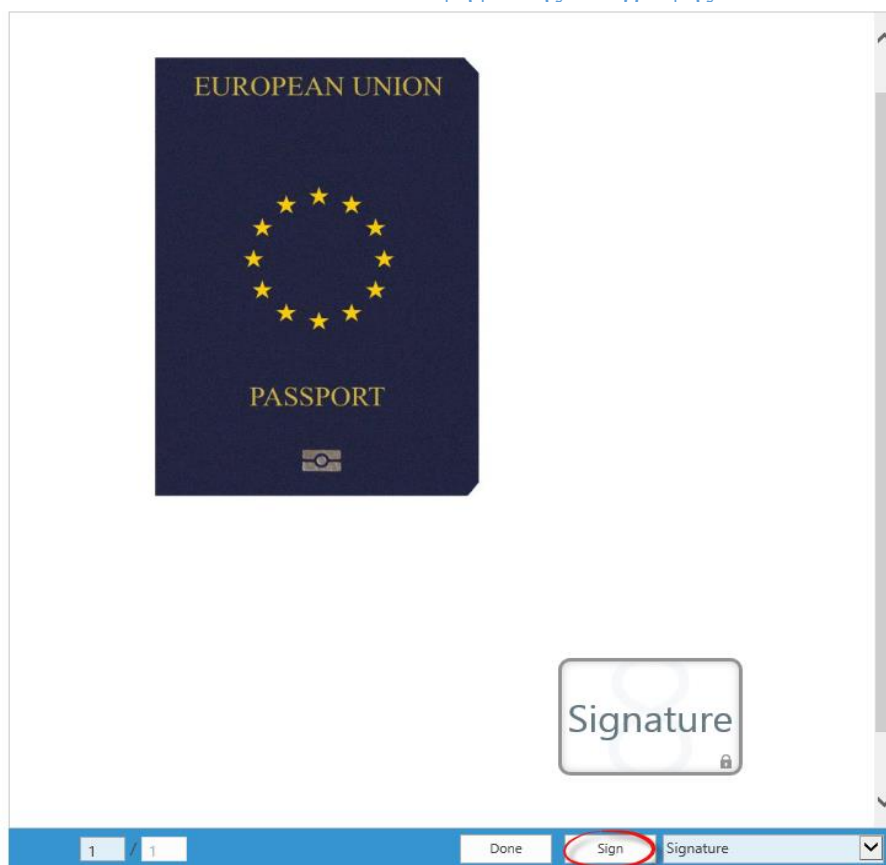 EUROPEAN UNION
PASSPORT
Signature
1 / 1
Done
Sign
Signature